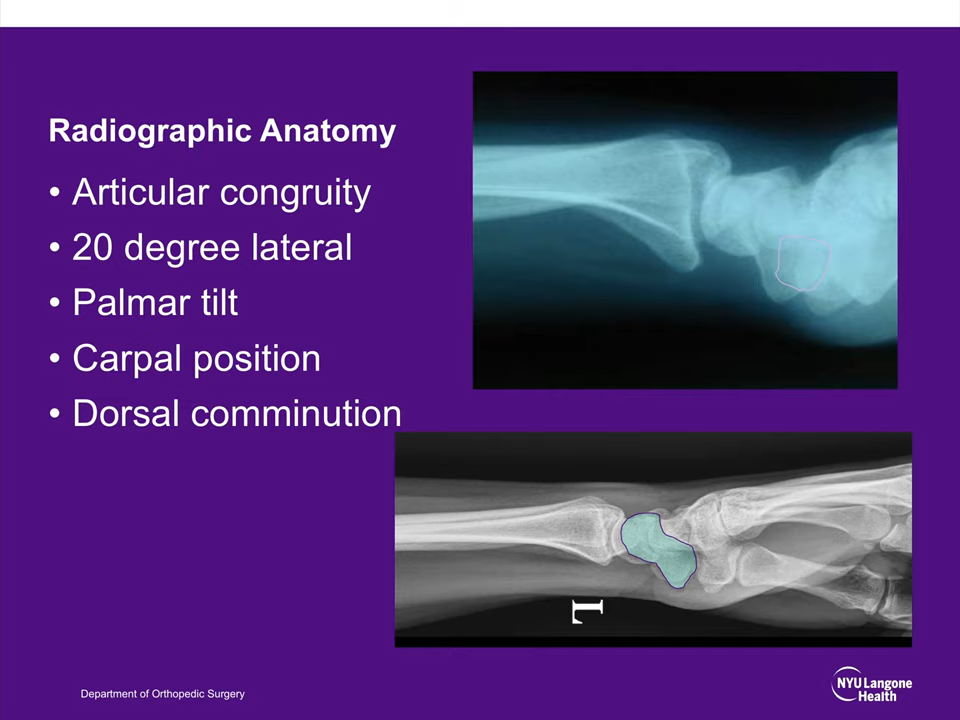 Radiographic Anatomy
• Articular congruity
• 20 degree lateral
• Palmar tilt
• Carpal position
• Dorsal comminution
L
Department of Orthopedic Surgery
NYU Langone
Health